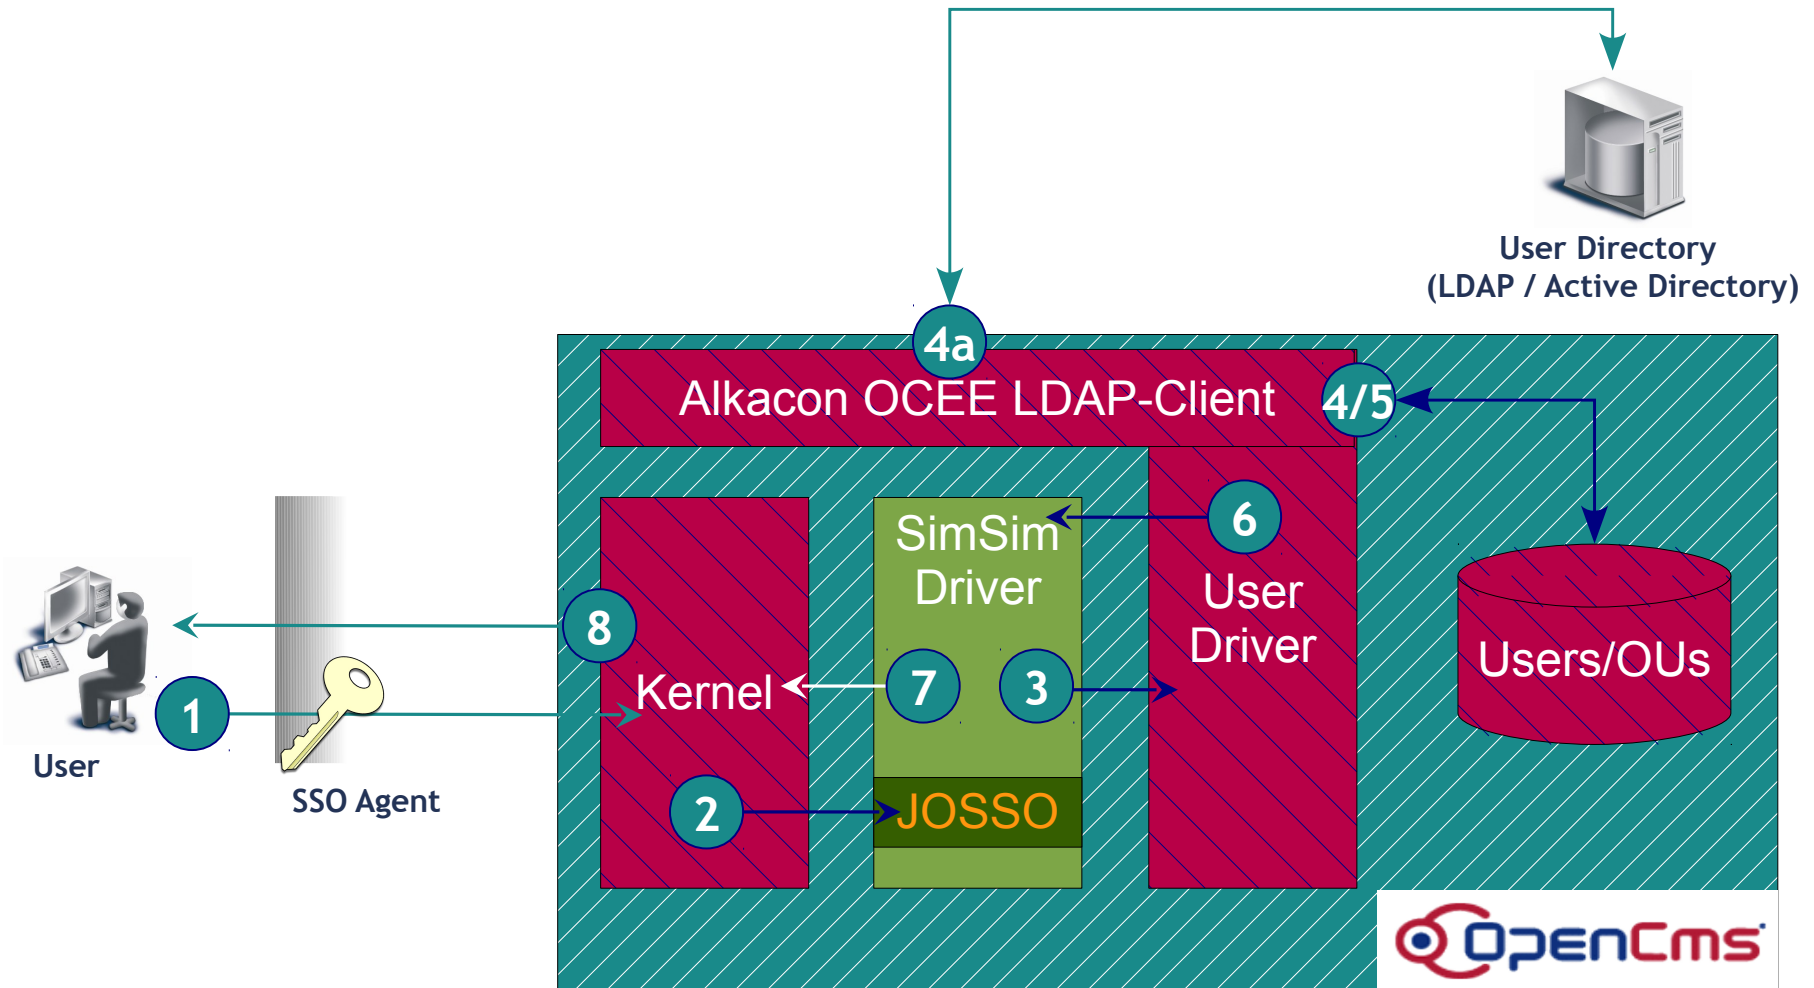 User Directory
(LDAP / Active Directory)
4a
Alkacon OCEE LDAP-Client
4/5
SimSim
Driver
6
User
Driver
8
Users/OUs
Kernel
7
3
1
User
SSO Agent
2
JOSSO
OpenCms